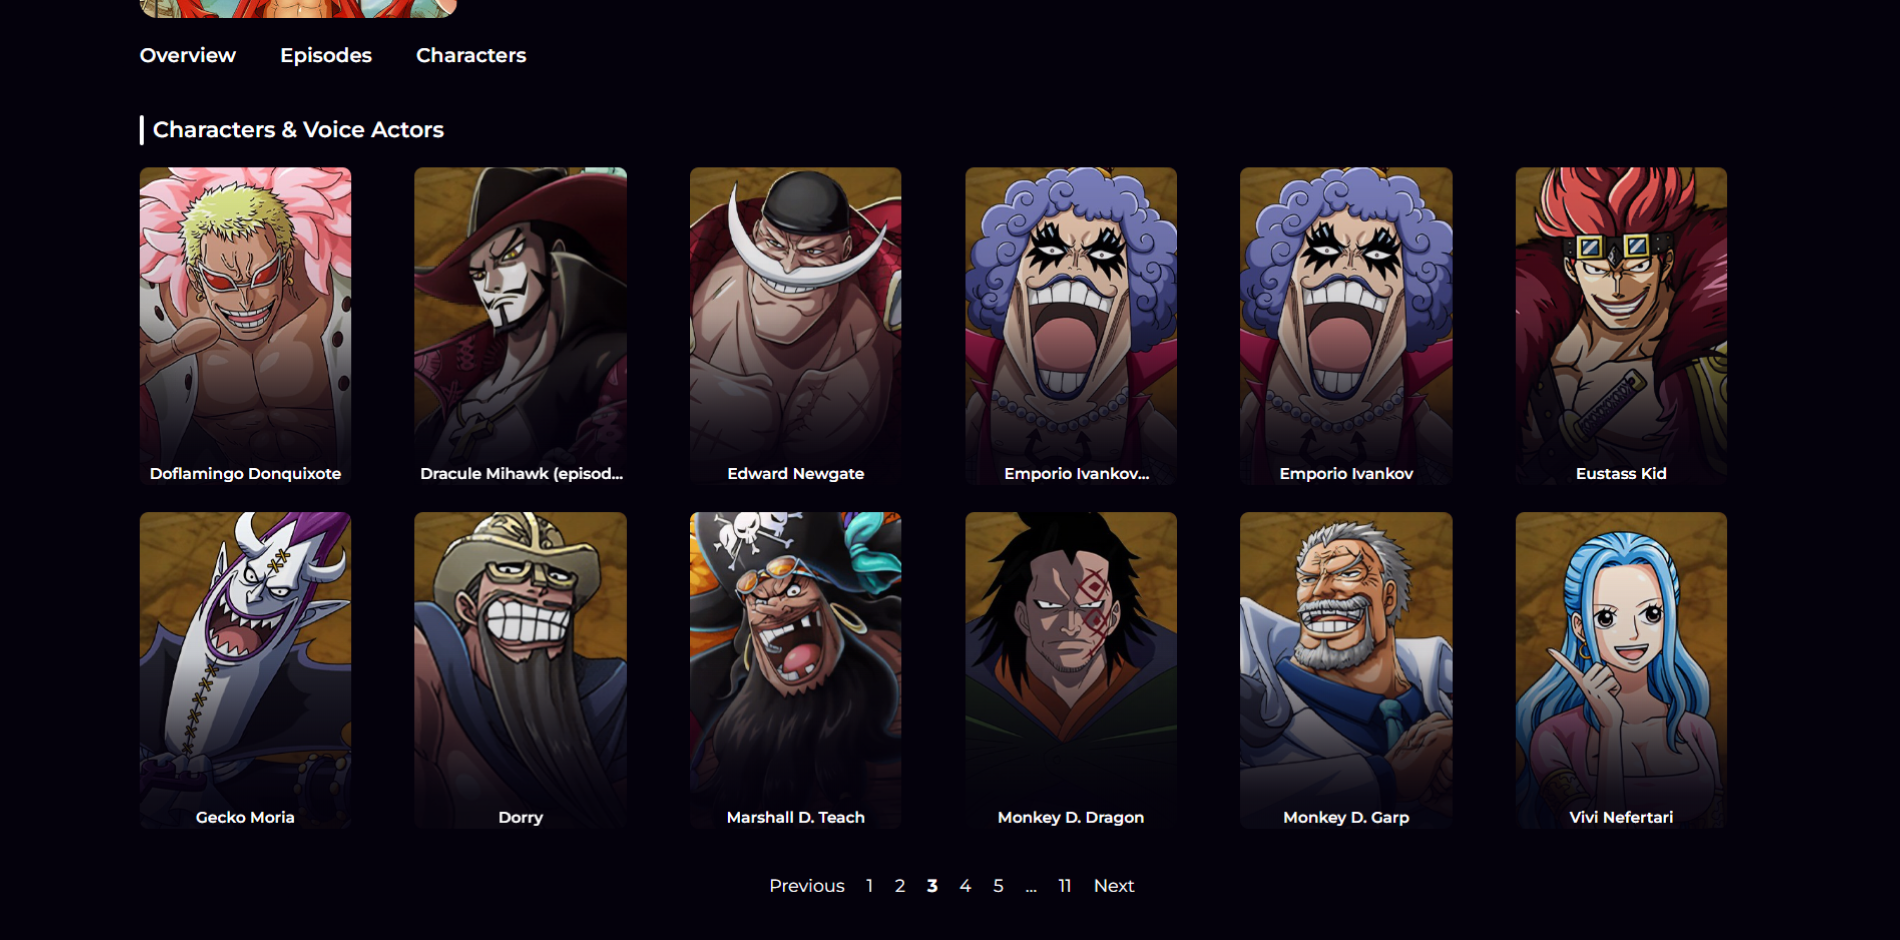 Overview Episodes Characters
Characters & Voice Actors
Doflamingo Donquixote
Dracule Mihawk (episod...
Edward Newgate
Emporio Ivankov...
Emporio Ivankov
Eustass Kid
Gecko Moria
Dorry
Marshall D. Teach
Monkey D. Dragon
Monkey D. Garp
Vivi Nefertari
Previous 1 2 3 4 5 ... 11 Next